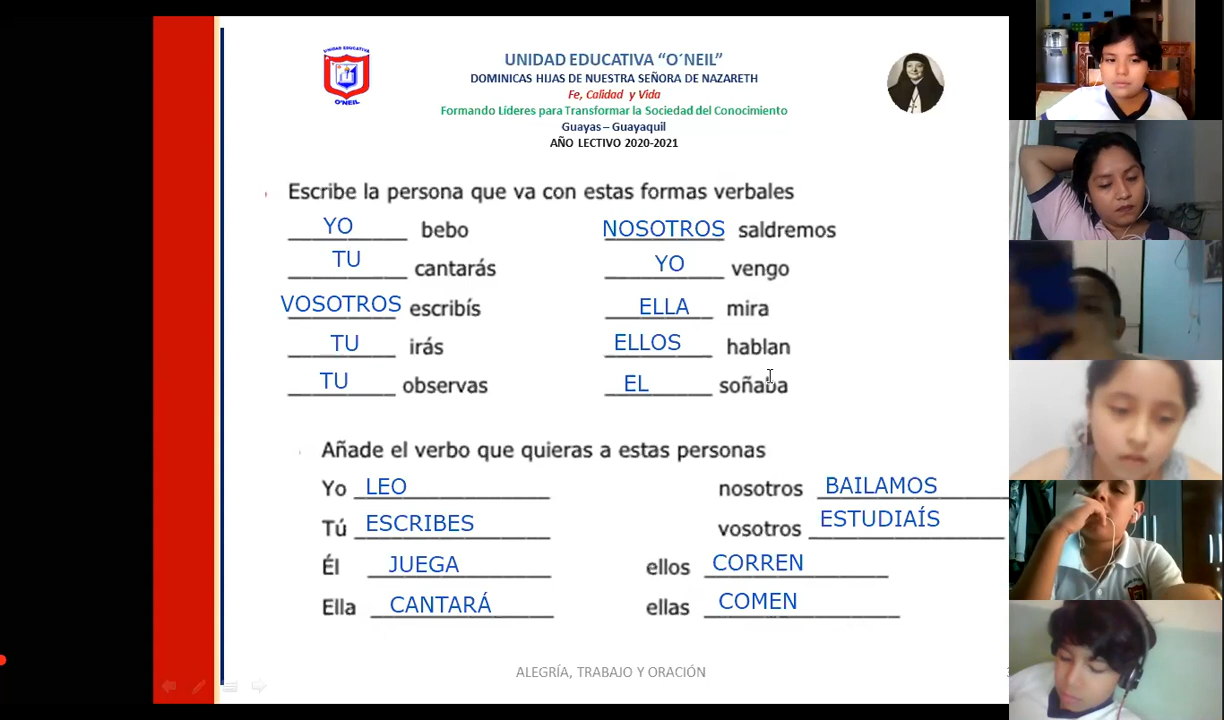 UNIDAD EDUCATIVA
O´NEIL
UNIDAD EDUCATIVA “O´NEIL”
DOMINICAS HIJAS DE NUESTRA SEÑORA DE NAZARETH
Fe, Calidad y Vida
Formando Líderes para Transformar la Sociedad del Conocimiento
Guayas – Guayaquil
AÑO LECTIVO 2020-2021
Escribe la persona que va con estas formas verbales
YO bebo NOSOTROS saldremos
TU cantarás YO vengo
VOSOTROS escribís ELLA mira
TU irás ELLOS hablan
TU observas EL soñaba
Añade el verbo que quieras a estas personas
Yo LEO nosotros BAILAMOS
Tú ESCRIBES vosotros ESTUDIAÍS
Él JUEGA ellos CORREN
Ella CANTARÁ ellas COMEN
ALEGRÍA, TRABAJO Y ORACIÓN